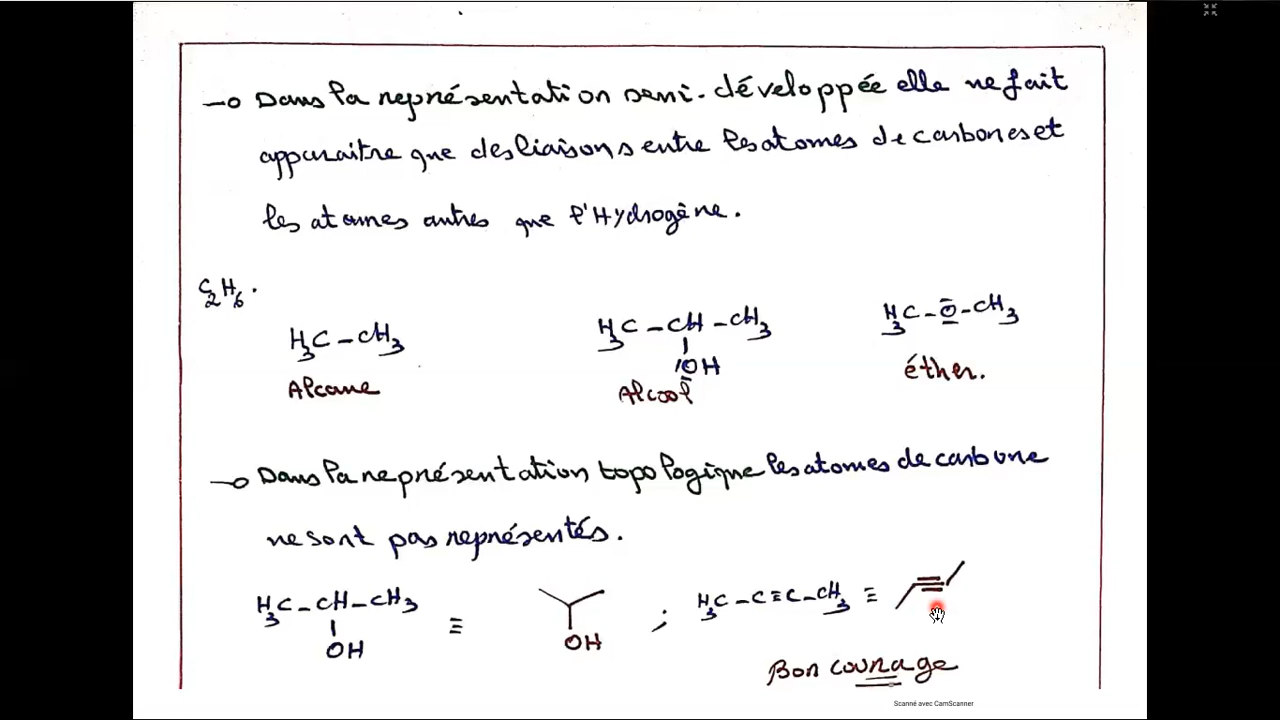 Dans la représentation semi-développée elle ne fait
apparaitre que des liaisons entre les atomes de carbones et
les atomes autres que l'Hydrogène.
C2H6.
H3C-CH3 H3C-CH-CH3 H3C-O-CH3
OH
Alcane Alcool éther.
Dans la représentation topologique les atomes de carbone
ne sont pas représentés.
H3C-CH-CH3 ≡ ; H3C-C≡C-CH3 ≡
OH OH
Bon courage
Scanné avec CamScanner